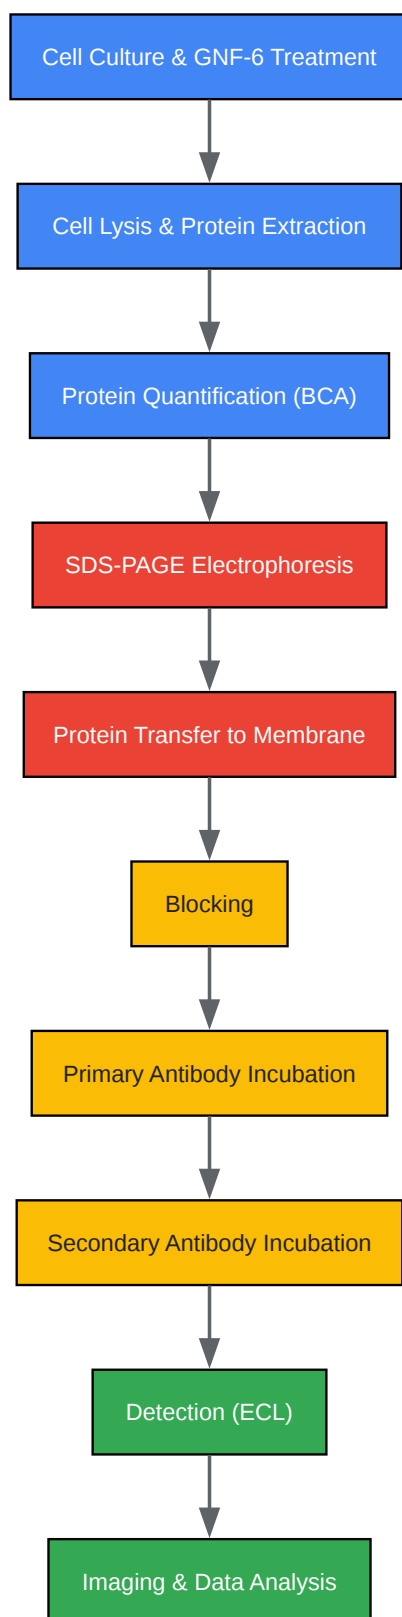 Cell Culture & GNF-6 Treatment
Cell Lysis & Protein Extraction
Protein Quantification (BCA)
SDS-PAGE Electrophoresis
Protein Transfer to Membrane
Blocking
Primary Antibody Incubation
Secondary Antibody Incubation
Detection (ECL)
Imaging & Data Analysis